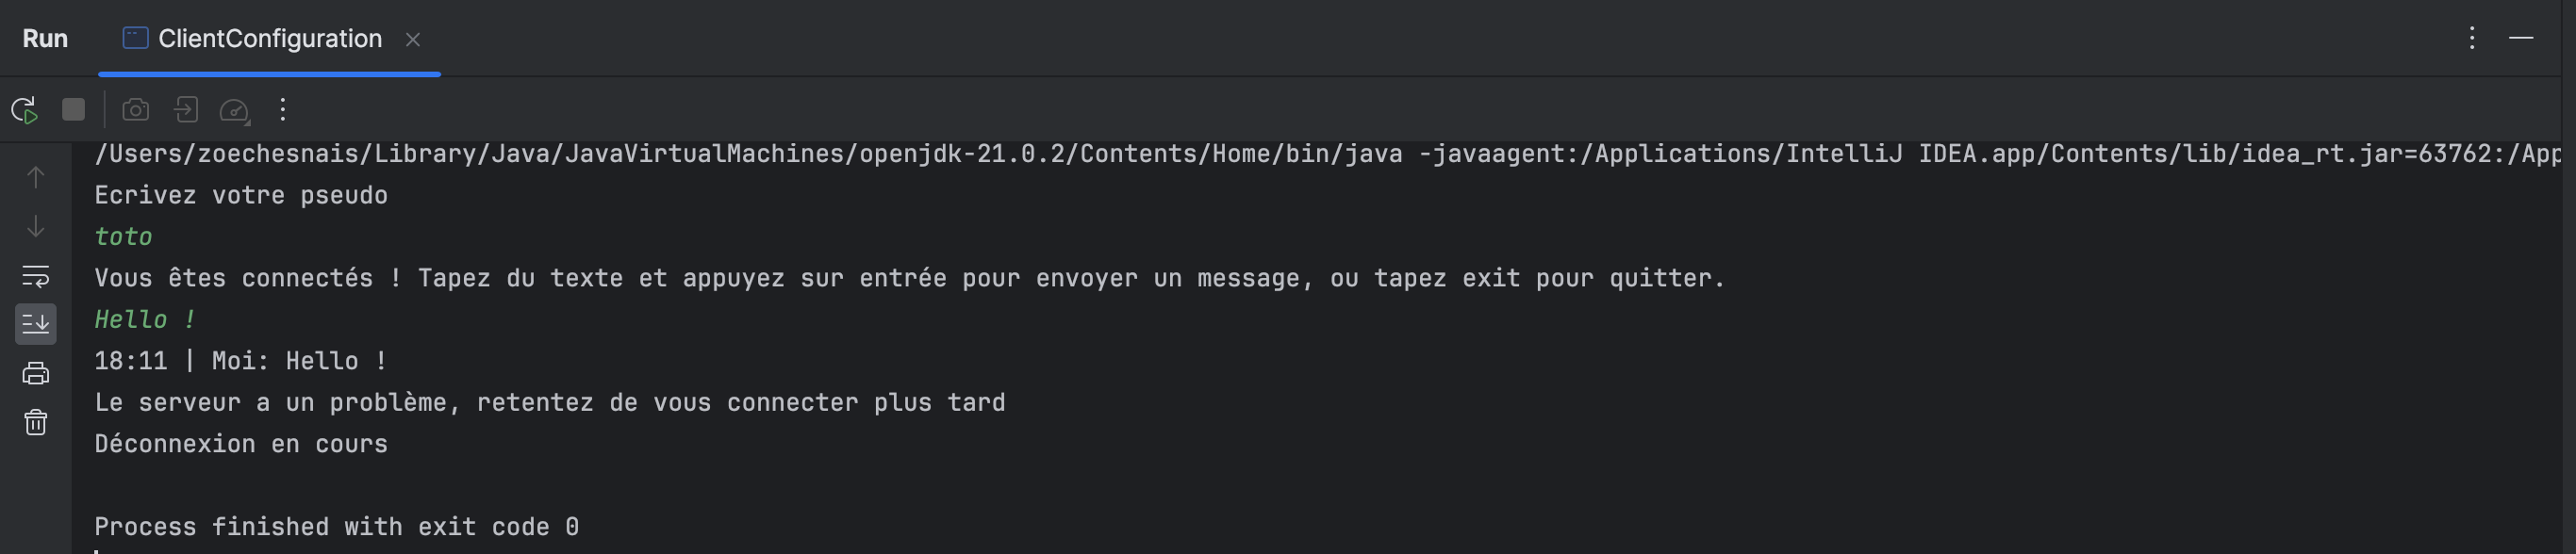 Run ClientConfiguration
/Users/zoechesnais/Library/Java/JavaVirtualMachines/openjdk-21.0.2/Contents/Home/bin/java -javaagent:/Applications/IntelliJ IDEA.app/Contents/lib/idea_rt.jar=63762:/App
Ecrivez votre pseudo
toto
Vous êtes connectés ! Tapez du texte et appuyez sur entrée pour envoyer un message, ou tapez exit pour quitter.
Hello !
18:11 | Moi: Hello !
Le serveur a un problème, retentez de vous connecter plus tard
Déconnexion en cours
Process finished with exit code 0